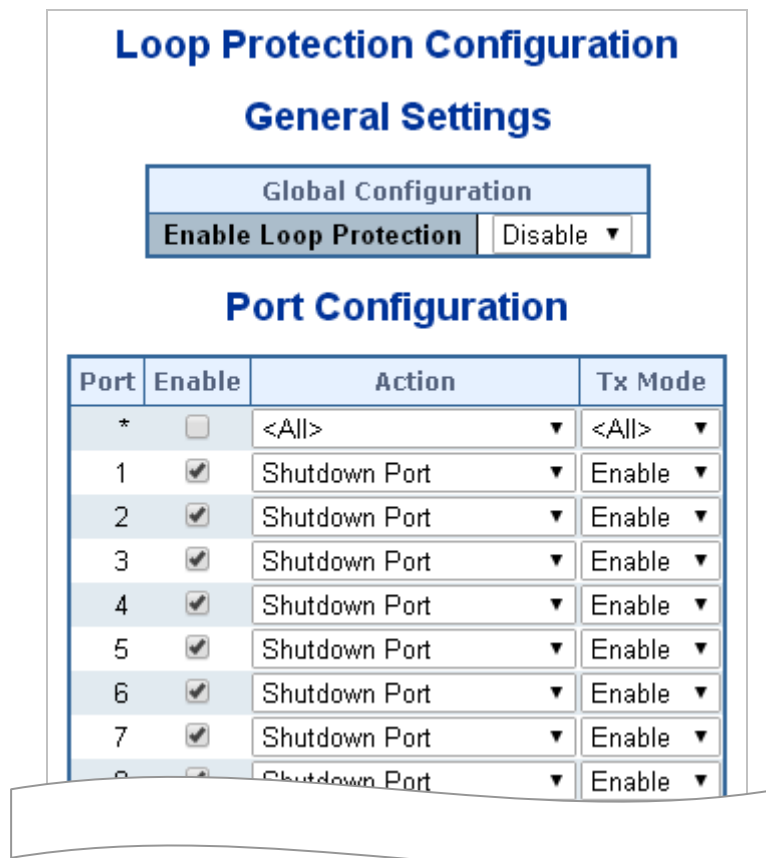 Loop Protection Configuration
General Settings
Global Configuration
Enable Loop Protection Disable
Port Configuration
Port Enable Action Tx Mode
* <All> <All>
1 Shutdown Port Enable
2 Shutdown Port Enable
3 Shutdown Port Enable
4 Shutdown Port Enable
5 Shutdown Port Enable
6 Shutdown Port Enable
7 Shutdown Port Enable
Shutdown Port Enable